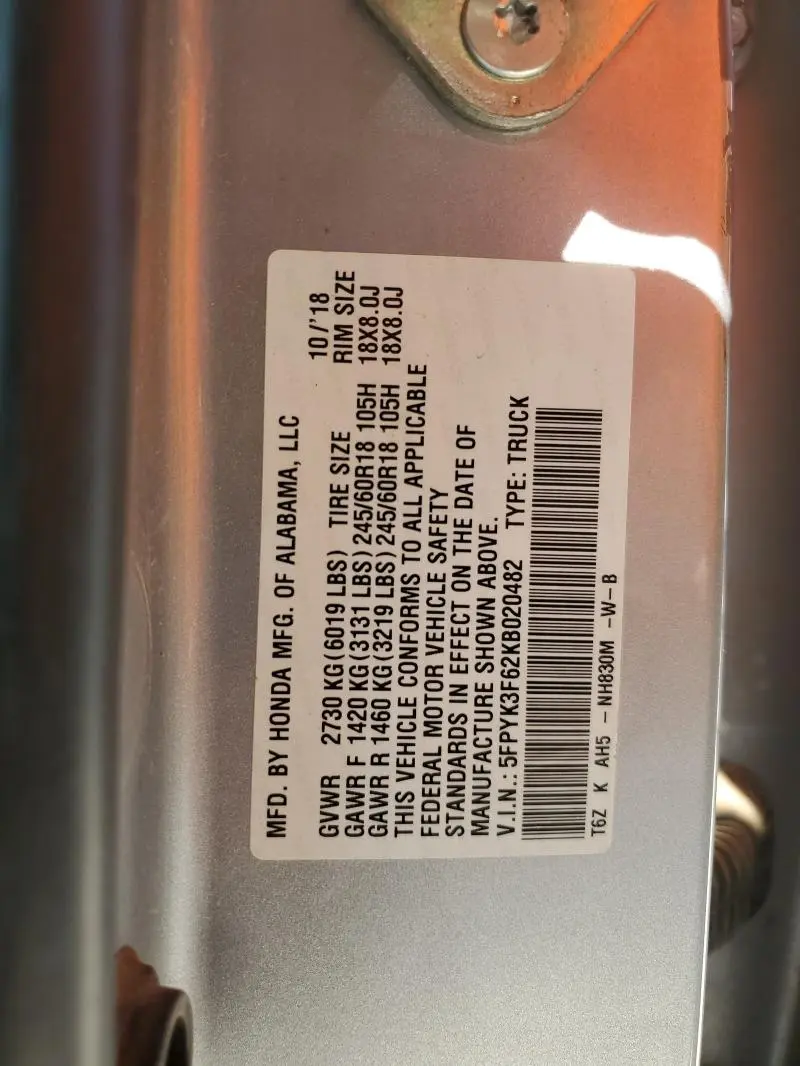 MFD. BY HONDA MFG. OF ALABAMA, LLC
10/'18
GVWR 2730 KG(6019 LBS) TIRE SIZE RIM SIZE
GAWR F 1420 KG(3131 LBS)245/60R18 105H 18X8.0J
GAWR R 1460 KG(3219 LBS)245/60R18 105H 18X8.0J
THIS VEHICLE CONFORMS TO ALL APPLICABLE
FEDERAL MOTOR VEHICLE SAFETY
STANDARDS IN EFFECT ON THE DATE OF
MANUFACTURE SHOWN ABOVE.
V.I.N.: 5FPYK3F62KB020482 TYPE: TRUCK
T6Z K AH5 - NH830M -W-B